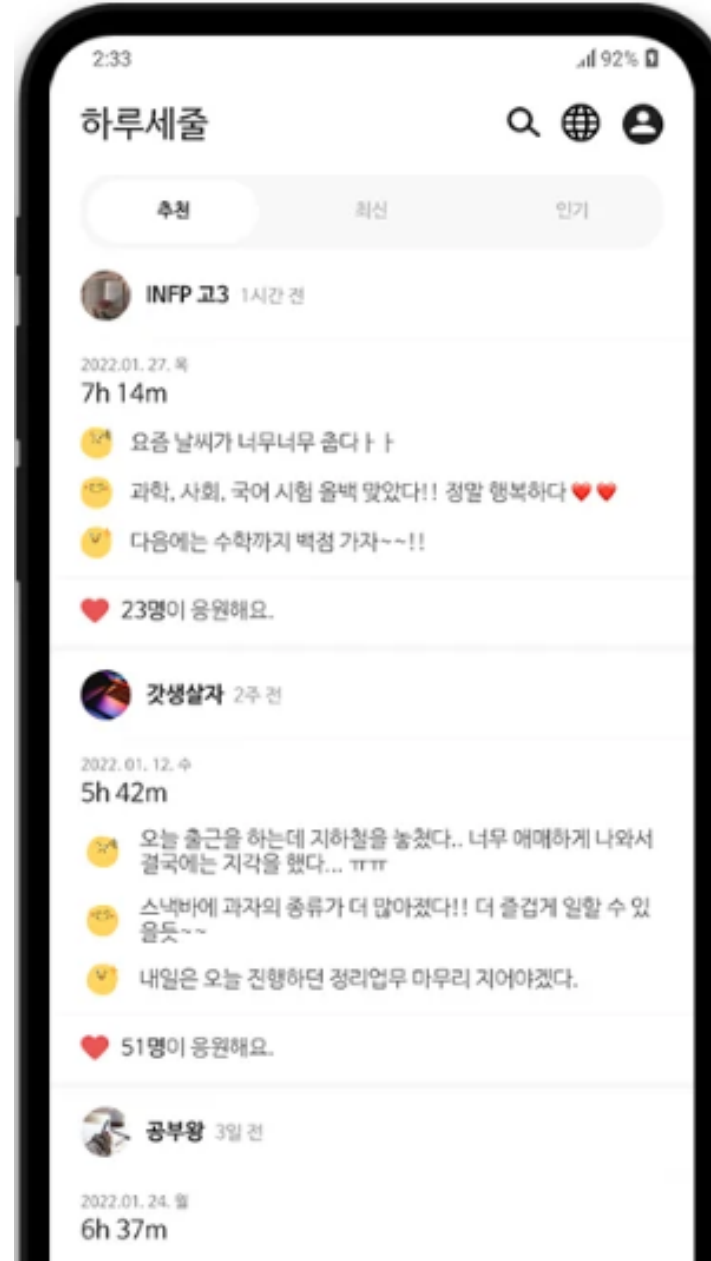 2:33
92%
하루세줄
추천
최신
인기
INFP 고3 1시간 전
2022.01. 27. 목
7h 14m
요즘 날씨가 너무너무 춥다ㅏㅏ
과학, 사회, 국어 시험 올백 맞았다!! 정말 행복하다❤️❤️
다음에는 수학까지 백점 가자~~!!
23명이 응원해요.
갓생살자 2주 전
2022. 01. 12. 수
5h 42m
오늘 출근을 하는데 지하철을 놓쳤다.. 너무 애매하게 나와서
결국에는 지각을 했다... ㅠㅠ
스낵바에 과자의 종류가 더 많아졌다!! 더 즐겁게 일할 수 있
을듯~~
내일은 오늘 진행하던 정리업무 마무리 지어야겠다.
51명이 응원해요.
공부왕 3일 전
2022.01. 24. 월
6h 37m